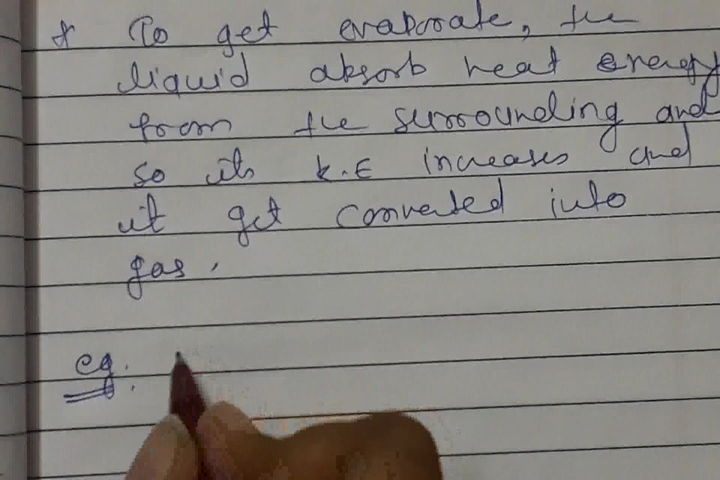 * To get evaporate, the
liquid absorb heat energy
from the surrounding and
so its K.E increases and
it get converted into
gas.
eg: